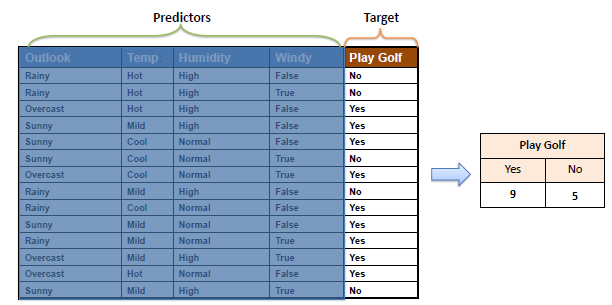 Predictors Target
Outlook Temp Humidity Windy Play Golf
Rainy Hot High False No
Rainy Hot High True No
Overcast Hot High False Yes
Sunny Mild High False Yes
Sunny Cool Normal False Yes
Sunny Cool Normal True No
Overcast Cool Normal True Yes
Rainy Mild High False No
Rainy Cool Normal False Yes
Sunny Mild Normal False Yes
Rainy Mild Normal True Yes
Overcast Mild High True Yes
Overcast Hot Normal False Yes
Sunny Mild High True No
Play Golf
Yes No
9 5